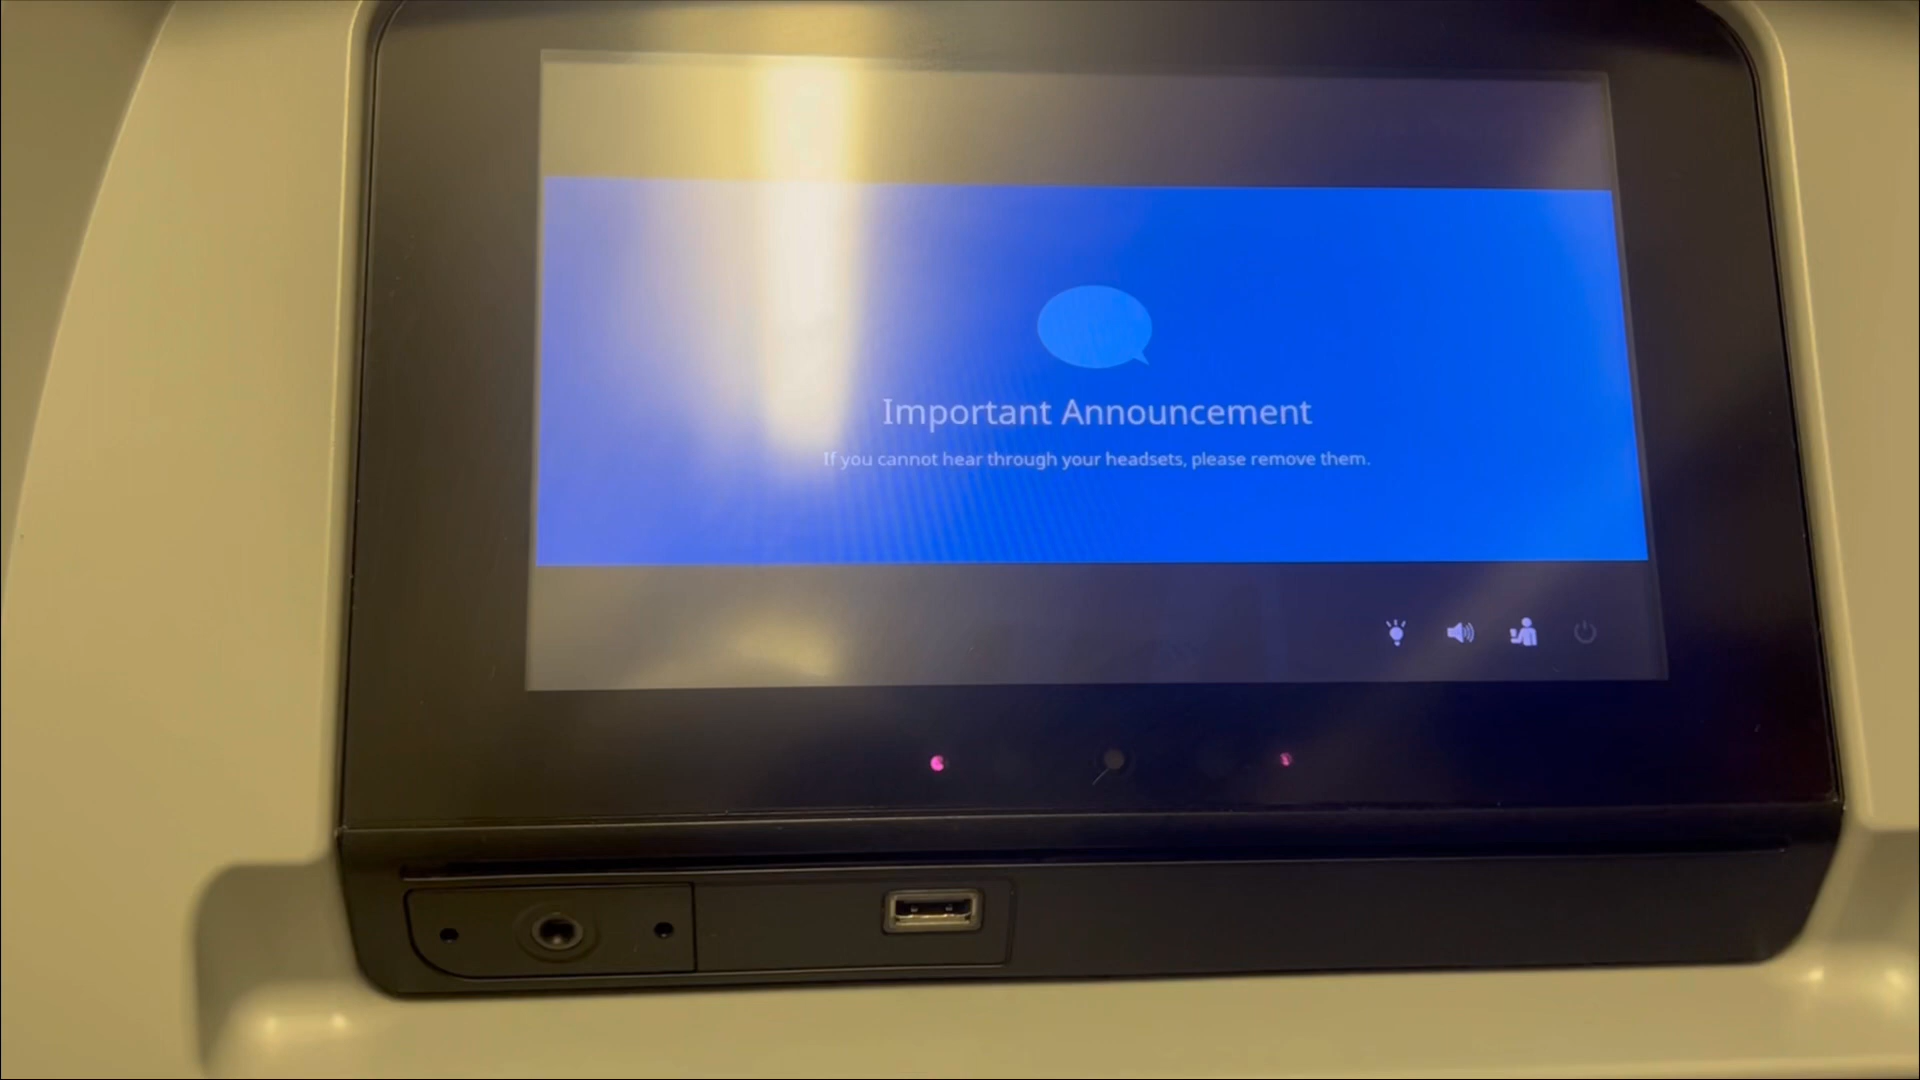 Important Announcement
If you cannot hear through your headsets, please remove them.